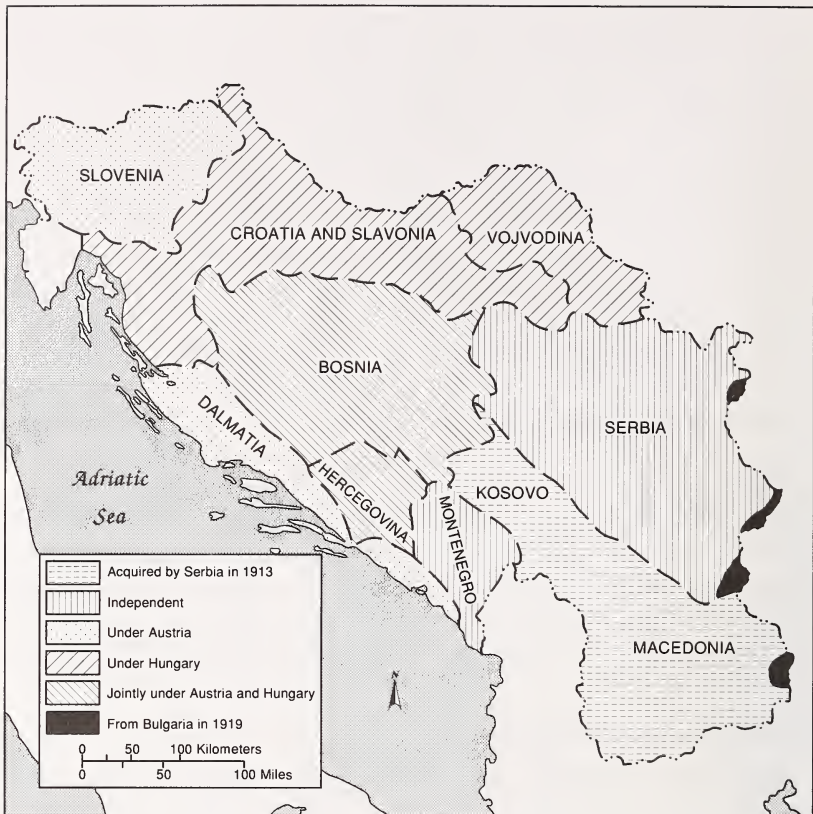 SLOVENIA
CROATIA AND SLAVONIA
VOJVODINA
BOSNIA
DALMATIA
SERBIA
HERCEGOVINA
KOSOVO
MONTENEGRO
MACEDONIA
Adriatic
Sea
Acquired by Serbia in 1913
Independent
Under Austria
Under Hungary
Jointly under Austria and Hungary
From Bulgaria in 1919
0 50 100 Kilometers
0 50 100 Miles
N